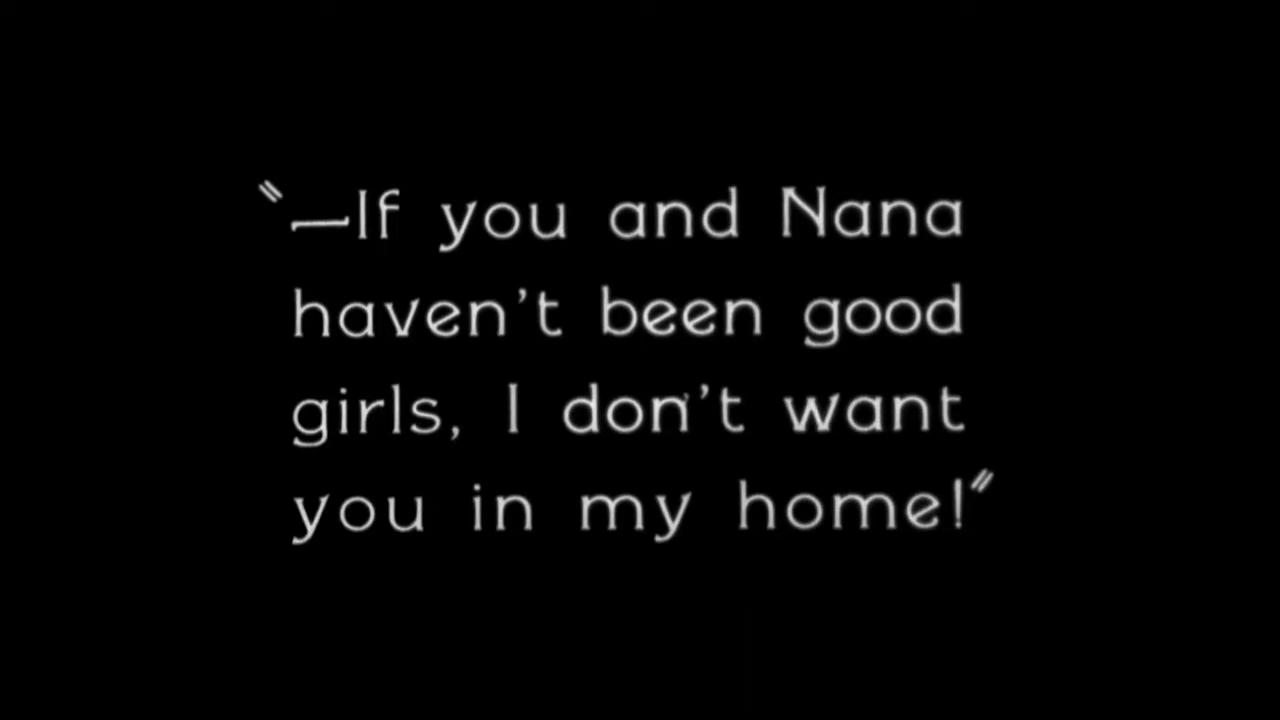 "—If you and Nana
haven't been good
girls, I don't want
you in my home!"